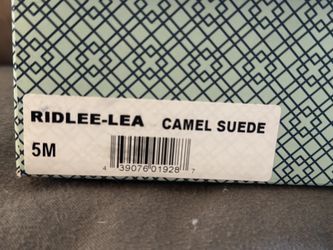 RIDLEE-LEA CAMEL SUEDE
5M
4 39076 01928 7